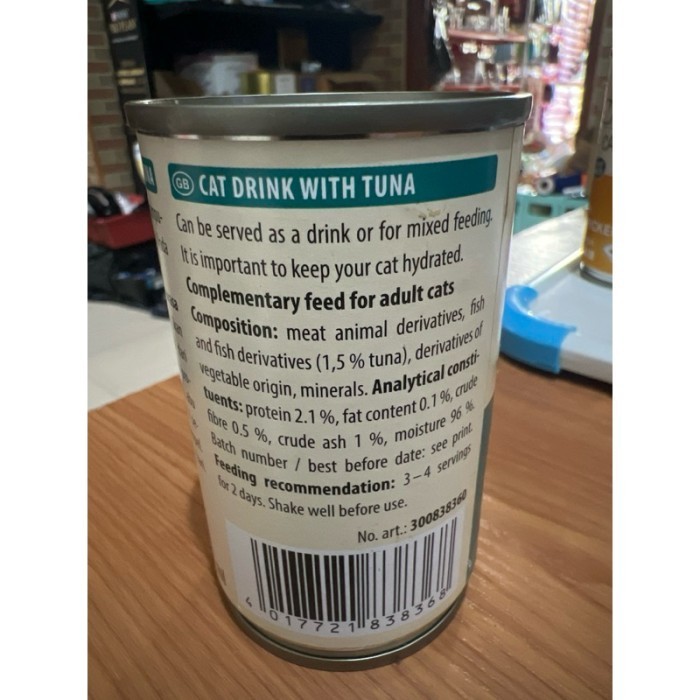 GB CAT DRINK WITH TUNA
Can be served as a drink or for mixed feeding.
It is important to keep your cat hydrated.
Complementary feed for adult cats
Composition: meat animal derivatives, fish
and fish derivatives (1,5 % tuna), derivatives of
vegetable origin, minerals. Analytical consti-
tuents: protein 2.1 %, fat content 0.1 %, crude
fibre 0.5 %, crude ash 1 %, moisture 96 %.
Batch number / best before date: see print.
Feeding recommendation: 3–4 servings
for 2 days. Shake well before use.
No. art.: 300838360
4 017721 838368